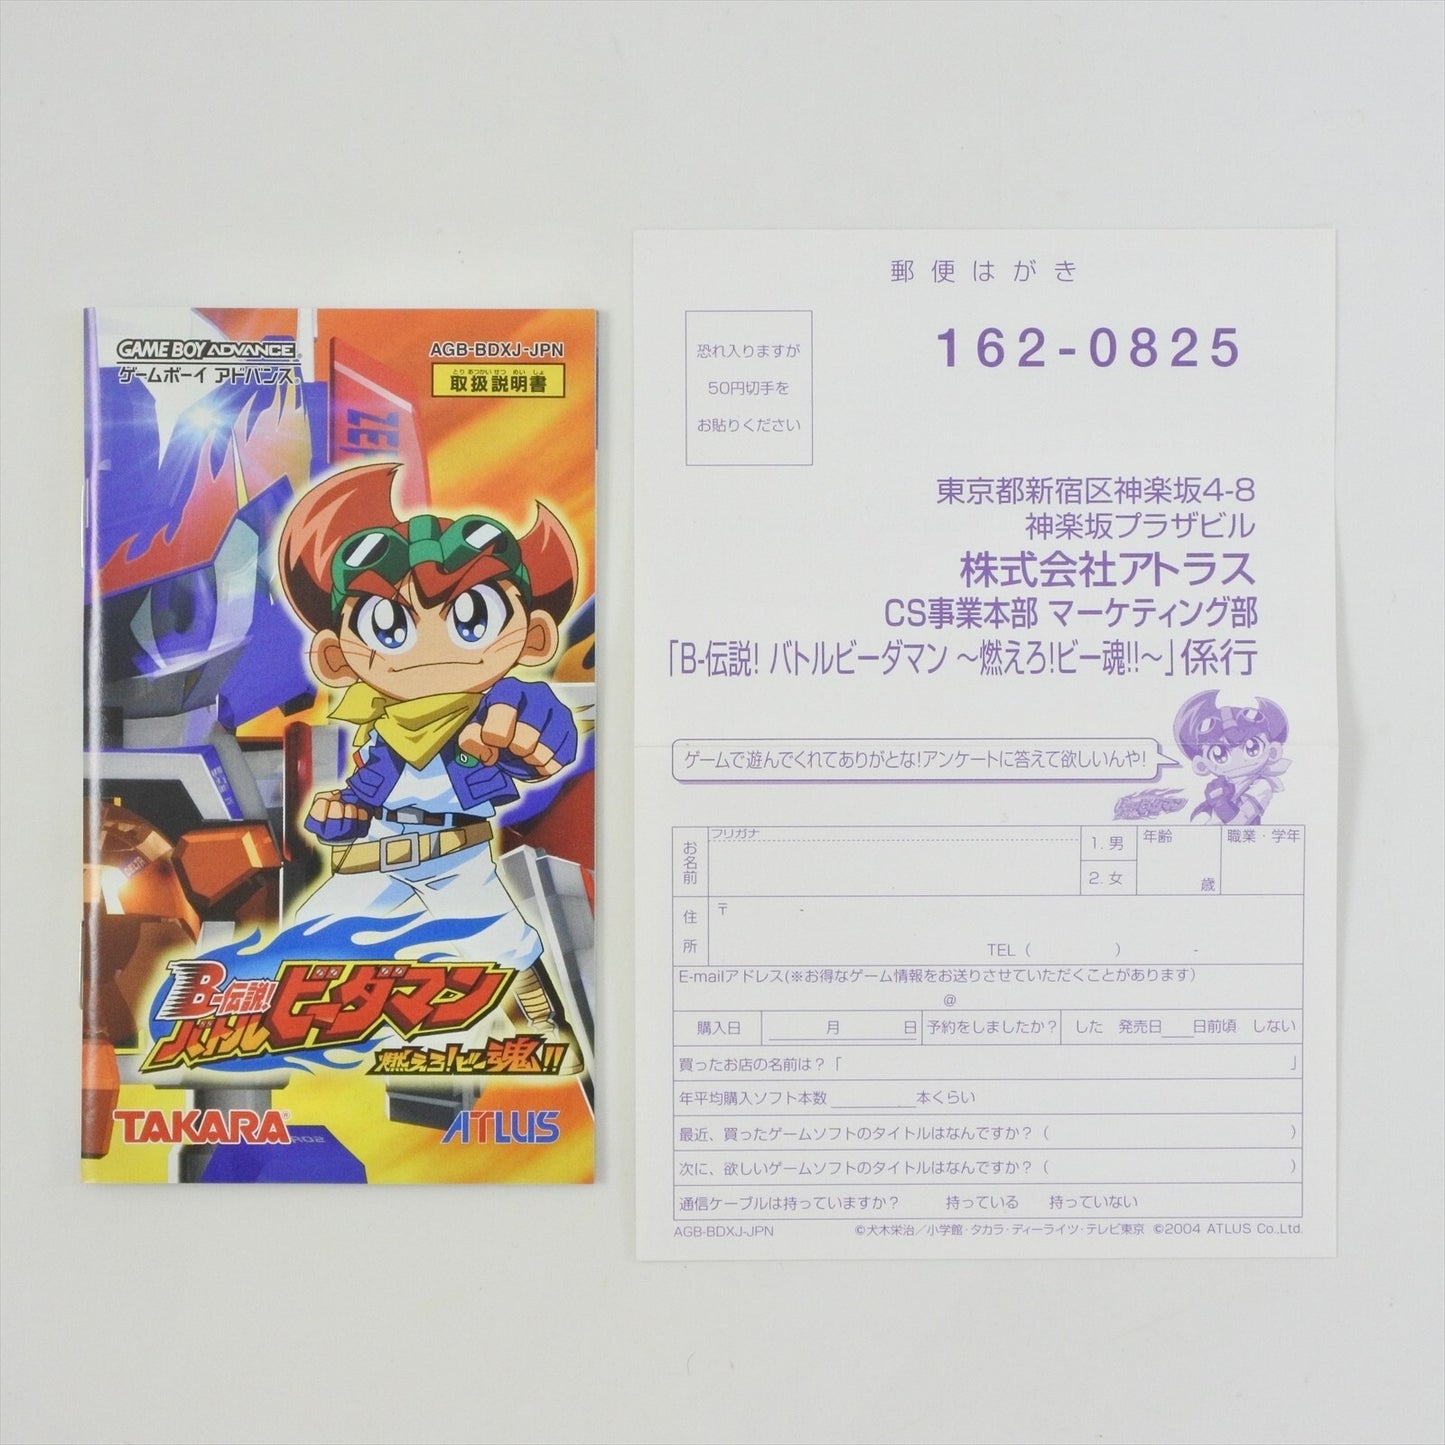 GAME BOY ADVANCE
ゲームボーイ アドバンス
AGB-BDXJ-JPN
とり あつかい せつ めい しょ
取扱説明書
B-伝説!
バトル
ビーダマン
燃えろ!ビー魂!!
TAKARA
ATLUS
郵便はがき
恐れ入りますが
50円切手を
お貼りください
162-0825
東京都新宿区神楽坂4-8
神楽坂プラザビル
株式会社アトラス
CS事業本部 マーケティング部
「B-伝説! バトルビーダマン ～燃えろ!ビー魂!!～」係行
ゲームで遊んでくれてありがとな!アンケートに答えて欲しいんや!
お名前
フリガナ
1. 男
2. 女
年齢
歳
職業・学年
住所
〒 -
TEL ( ) -
E-mailアドレス(※お得なゲーム情報をお送りさせていただくことがあります)
@
購入日 月 日 予約をしましたか? した 発売日 日前頃 しない
買ったお店の名前は?「 」
年平均購入ソフト本数 本くらい
最近、買ったゲームソフトのタイトルはなんですか?( )
次に、欲しいゲームソフトのタイトルはなんですか?( )
通信ケーブルは持っていますか? 持っている 持っていない
AGB-BDXJ-JPN
©犬木栄治／小学館・タカラ・ディーライツ・テレビ東京 ©2004 ATLUS Co.,Ltd.